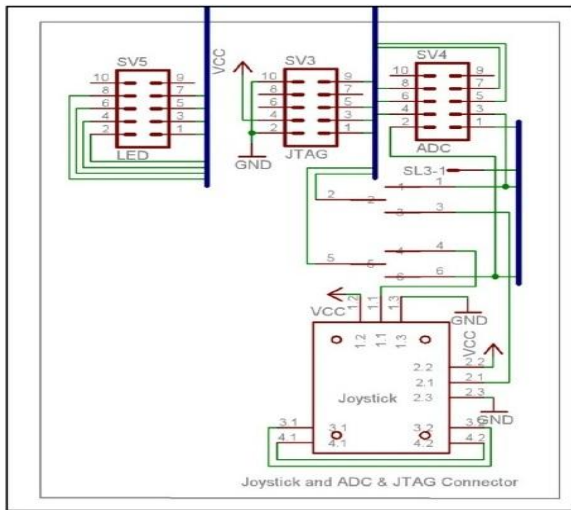 SV5
VCC
SV3
SV4
10 9
8 7
6 5
4 3
2 1
LED
10 9
8 7
6 5
4 3
2 1
GND
JTAG
10 9
8 7
6 5
4 3
2 1
ADC
SL3-1
1 1
2 2
3 3
4 4
5 5
6 6
VCC
1.2
1.1
1.3
GND
1.2
1.1
1.3
VCC
2.2
2.2
2.1
2.1
2.3
2.3
GND
Joystick
3.1
3.1
3.2
4.1
4.1
4.2
4.2
Joystick and ADC & JTAG Connector